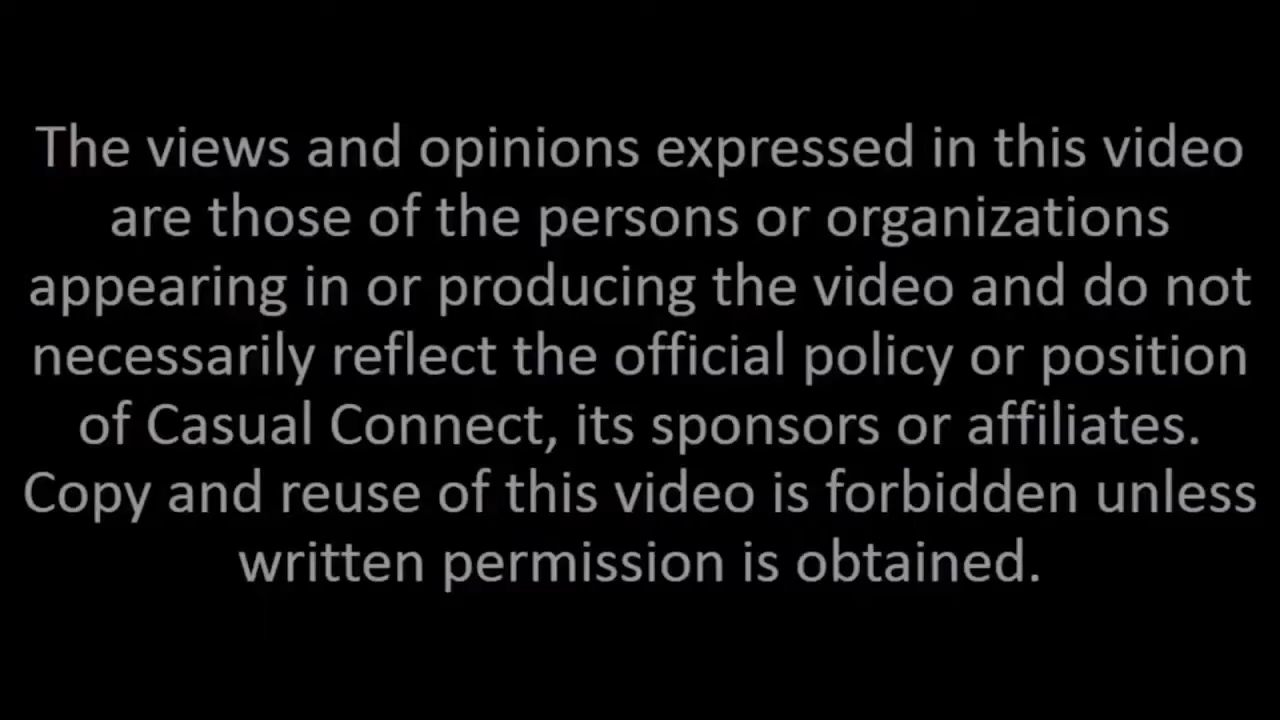 The views and opinions expressed in this video
are those of the persons or organizations
appearing in or producing the video and do not
necessarily reflect the official policy or position
of Casual Connect, its sponsors or affiliates.
Copy and reuse of this video is forbidden unless
written permission is obtained.